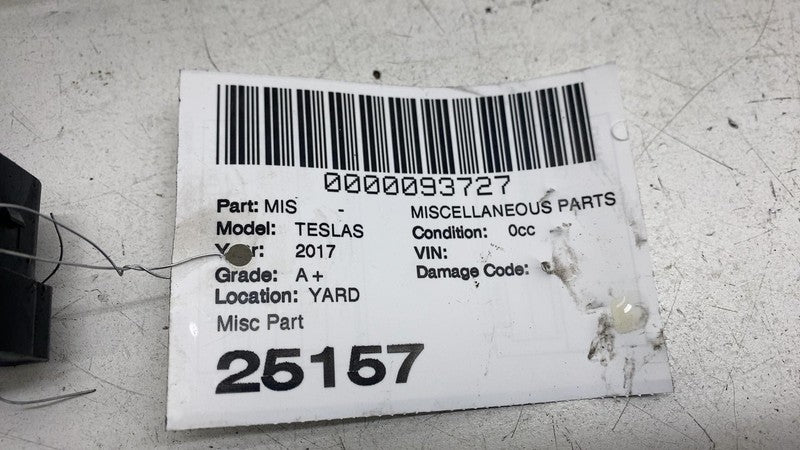 0000093727
Part: MIS - MISCELLANEOUS PARTS
Model: TESLAS Condition: 0cc
Year: 2017 VIN:
Grade: A+ Damage Code:
Location: YARD
Misc Part
25157